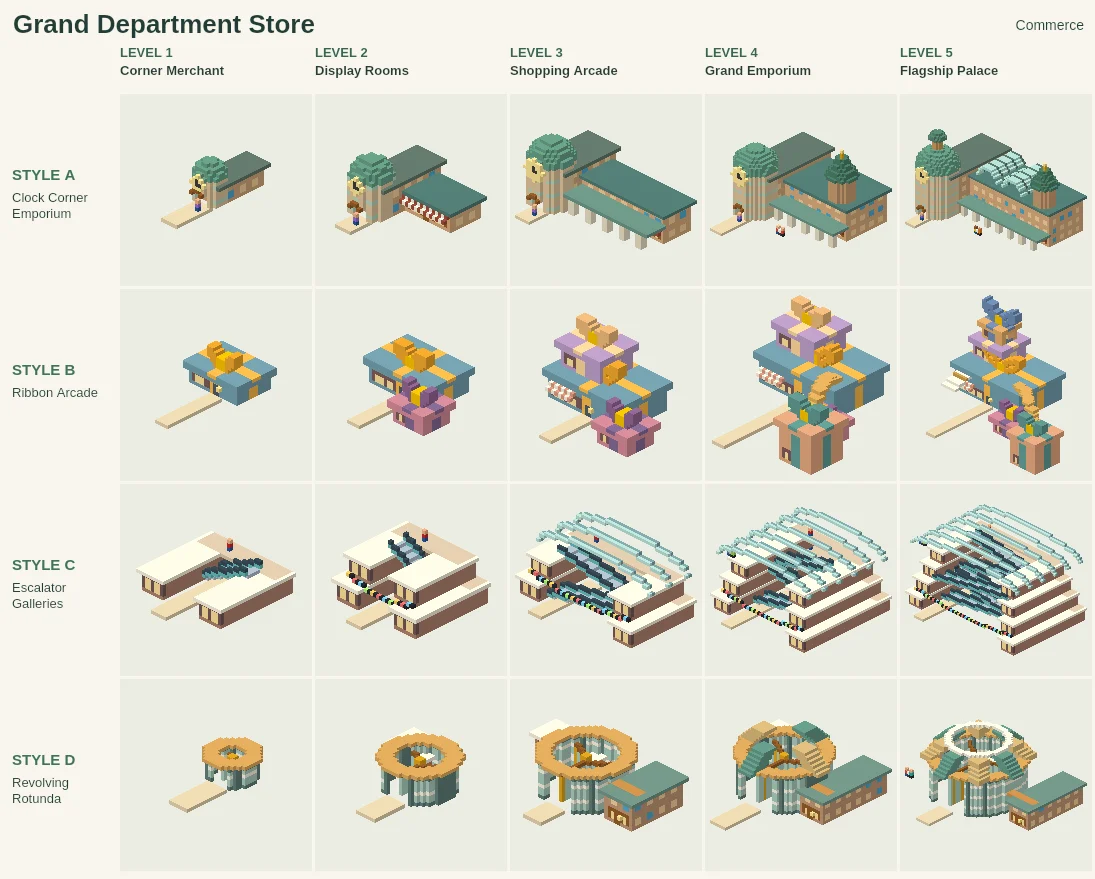 Grand Department Store
Commerce
LEVEL 1
Corner Merchant
LEVEL 2
Display Rooms
LEVEL 3
Shopping Arcade
LEVEL 4
Grand Emporium
LEVEL 5
Flagship Palace
STYLE A
Clock Corner
Emporium
STYLE B
Ribbon Arcade
STYLE C
Escalator
Galleries
STYLE D
Revolving
Rotunda